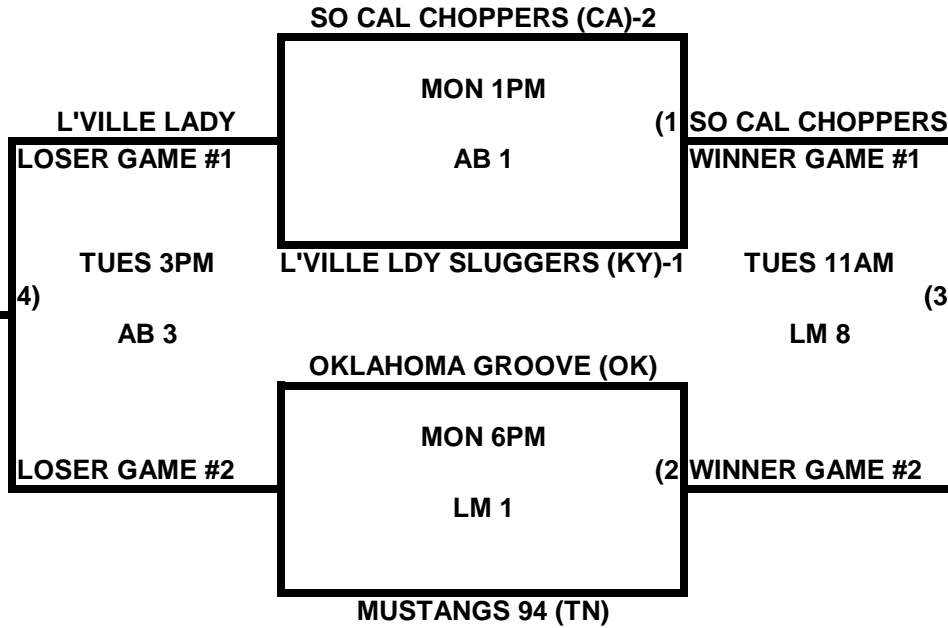 SO CAL CHOPPERS (CA)-2
MON 1PM
L'VILLE LADY
(1 SO CAL CHOPPERS
LOSER GAME #1
AB 1
WINNER GAME #1
TUES 3PM
L'VILLE LDY SLUGGERS (KY)-1
TUES 11AM
4)
(3
AB 3
LM 8
OKLAHOMA GROOVE (OK)
MON 6PM
LOSER GAME #2
(2 WINNER GAME #2
LM 1
MUSTANGS 94 (TN)